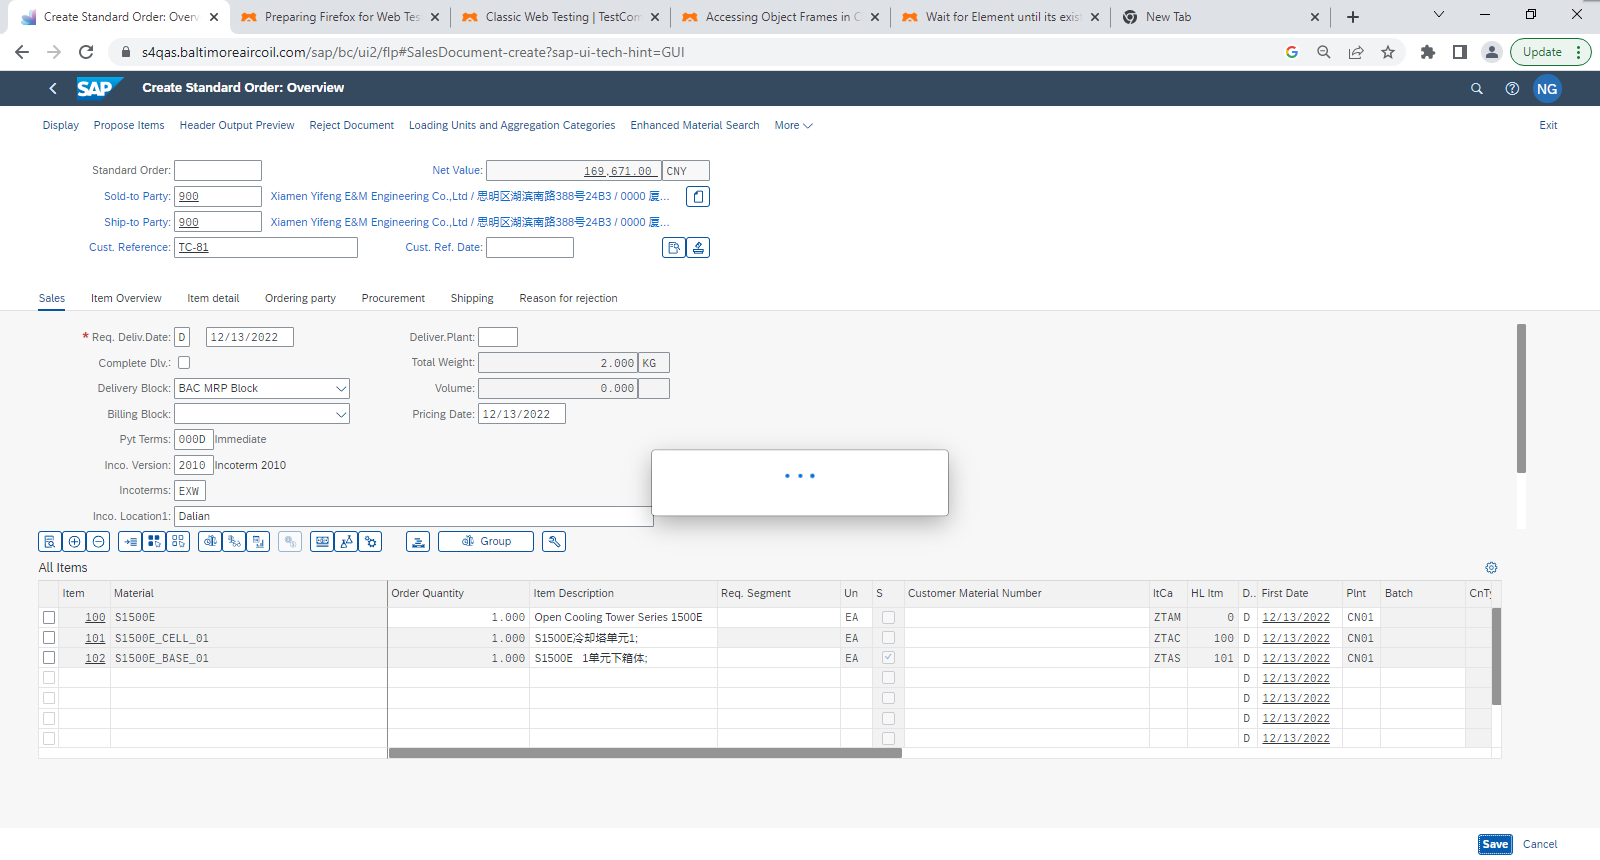 Create Standard Order: Over
Preparing Firefox for Web Tes
Classic Web Testing | TestCom
Accessing Object Frames in C
Wait for Element until its exis
New Tab
s4qas.baltimoreaircoil.com/sap/bc/ui2/flp#SalesDocument-create?sap-ui-tech-hint=GUI
Update
SAP
Create Standard Order: Overview
NG
Display Propose Items Header Output Preview Reject Document Loading Units and Aggregation Categories Enhanced Material Search More Exit
Standard Order: Net Value: 169,671.00 CNY
Sold-to Party: 900 Xiamen Yifeng E&M Engineering Co.,Ltd / 思明区湖滨南路388号24B3 / 0000 厦...
Ship-to Party: 900 Xiamen Yifeng E&M Engineering Co.,Ltd / 思明区湖滨南路388号24B3 / 0000 厦...
Cust. Reference: TC-81 Cust. Ref. Date:
Sales Item Overview Item detail Ordering party Procurement Shipping Reason for rejection
* Req. Deliv.Date: D 12/13/2022 Deliver.Plant:
Complete Dlv.: Total Weight: 2.000 KG
Delivery Block: BAC MRP Block Volume: 0.000
Billing Block: Pricing Date: 12/13/2022
Pyt Terms: 000D Immediate
Inco. Version: 2010 Incoterm 2010
Incoterms: EXW
Inco. Location1: Dalian
Group
All Items
Item Material Order Quantity Item Description Req. Segment Un S Customer Material Number ItCa HL Itm D.. First Date Plnt Batch CnTy
100 S1500E 1.000 Open Cooling Tower Series 1500E EA ZTAM 0 D 12/13/2022 CN01
101 S1500E_CELL_01 1.000 S1500E冷却塔单元1; EA ZTAC 100 D 12/13/2022 CN01
102 S1500E_BASE_01 1.000 S1500E 1单元下箱体; EA ZTAS 101 D 12/13/2022 CN01
D 12/13/2022
D 12/13/2022
D 12/13/2022
D 12/13/2022
Save Cancel